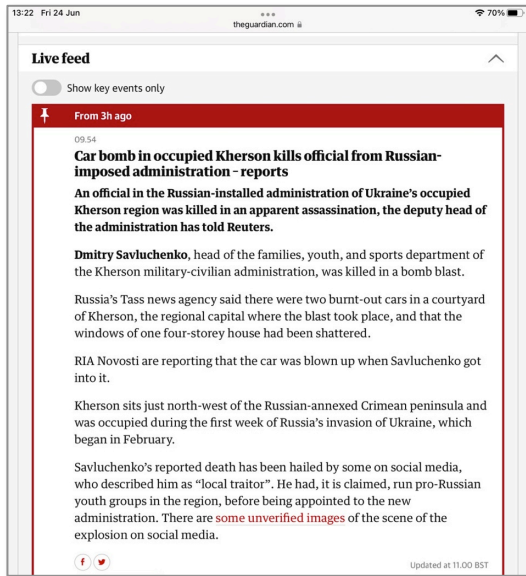 13:22 Fri 24 Jun
theguardian.com
70%
Live feed
Show key events only
From 3h ago
09.54
Car bomb in occupied Kherson kills official from Russian-
imposed administration – reports
An official in the Russian-installed administration of Ukraine’s occupied
Kherson region was killed in an apparent assassination, the deputy head of
the administration has told Reuters.
Dmitry Savluchenko, head of the families, youth, and sports department of
the Kherson military-civilian administration, was killed in a bomb blast.
Russia’s Tass news agency said there were two burnt-out cars in a courtyard
of Kherson, the regional capital where the blast took place, and that the
windows of one four-storey house had been shattered.
RIA Novosti are reporting that the car was blown up when Savluchenko got
into it.
Kherson sits just north-west of the Russian-annexed Crimean peninsula and
was occupied during the first week of Russia’s invasion of Ukraine, which
began in February.
Savluchenko’s reported death has been hailed by some on social media,
who described him as “local traitor”. He had, it is claimed, run pro-Russian
youth groups in the region, before being appointed to the new
administration. There are some unverified images of the scene of the
explosion on social media.
Updated at 11.00 BST